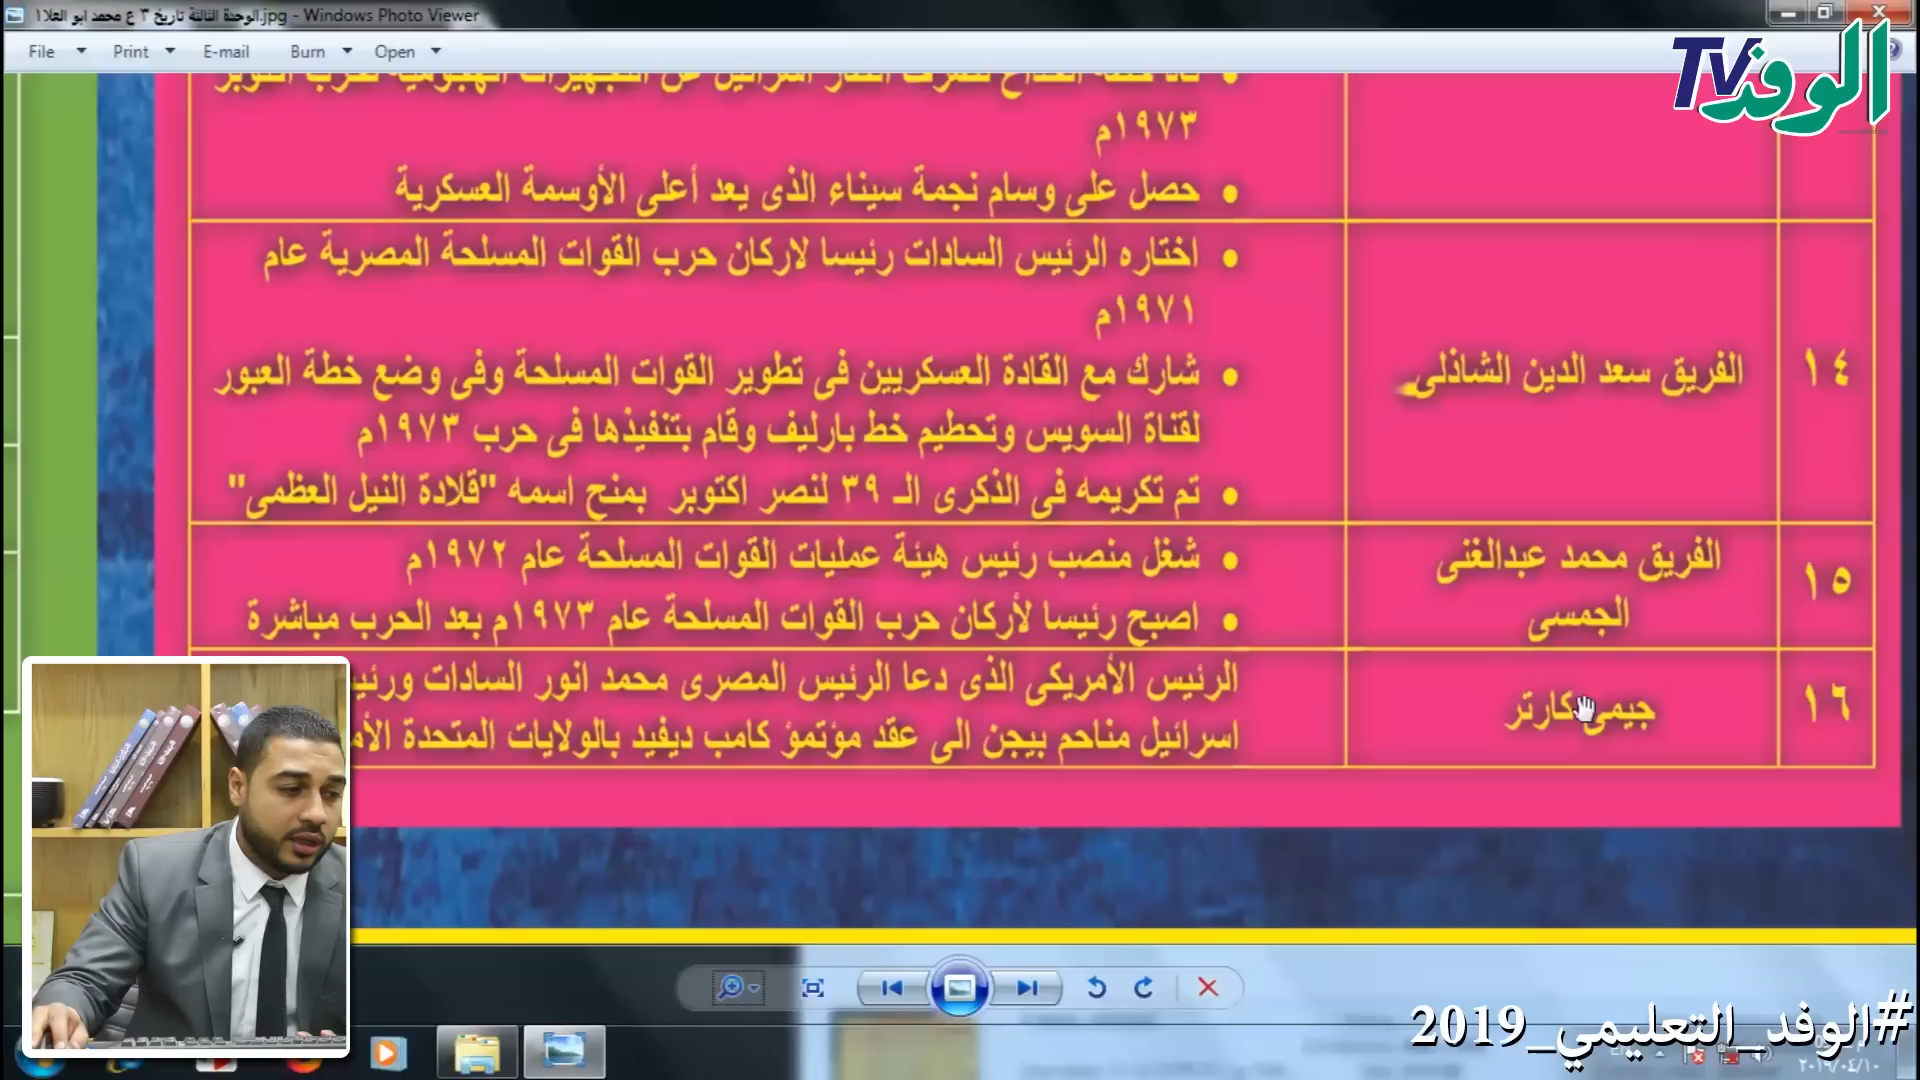 الوحدة الثالثة تاريخ ٣ ع محمد ابو العلا١.jpg - Windows Photo Viewer
File Print E-mail Burn Open
الوفد TV
١٩٧٣م
• حصل على وسام نجمة سيناء الذى يعد أعلى الأوسمة العسكرية
١٤
الفريق سعد الدين الشاذلى
• اختاره الرئيس السادات رئيسا لاركان حرب القوات المسلحة المصرية عام
١٩٧١م
• شارك مع القادة العسكريين فى تطوير القوات المسلحة وفى وضع خطة العبور
لقناة السويس وتحطيم خط بارليف وقام بتنفيذها فى حرب ١٩٧٣م
• تم تكريمه فى الذكرى الـ ٣٩ لنصر اكتوبر بمنح اسمه "قلادة النيل العظمى"
١٥
الفريق محمد عبدالغنى
الجمسى
• شغل منصب رئيس هيئة عمليات القوات المسلحة عام ١٩٧٢م
• اصبح رئيسا لأركان حرب القوات المسلحة عام ١٩٧٣م بعد الحرب مباشرة
١٦
جيمى كارتر
الرئيس الأمريكى الذى دعا الرئيس المصرى محمد انور السادات
اسرائيل مناحم بيجن الى عقد مؤتمؤ كامب ديفيد بالولايات المتحدة
#الوفد_التعليمي_2019
٢٠١٩/٠٤/١٠